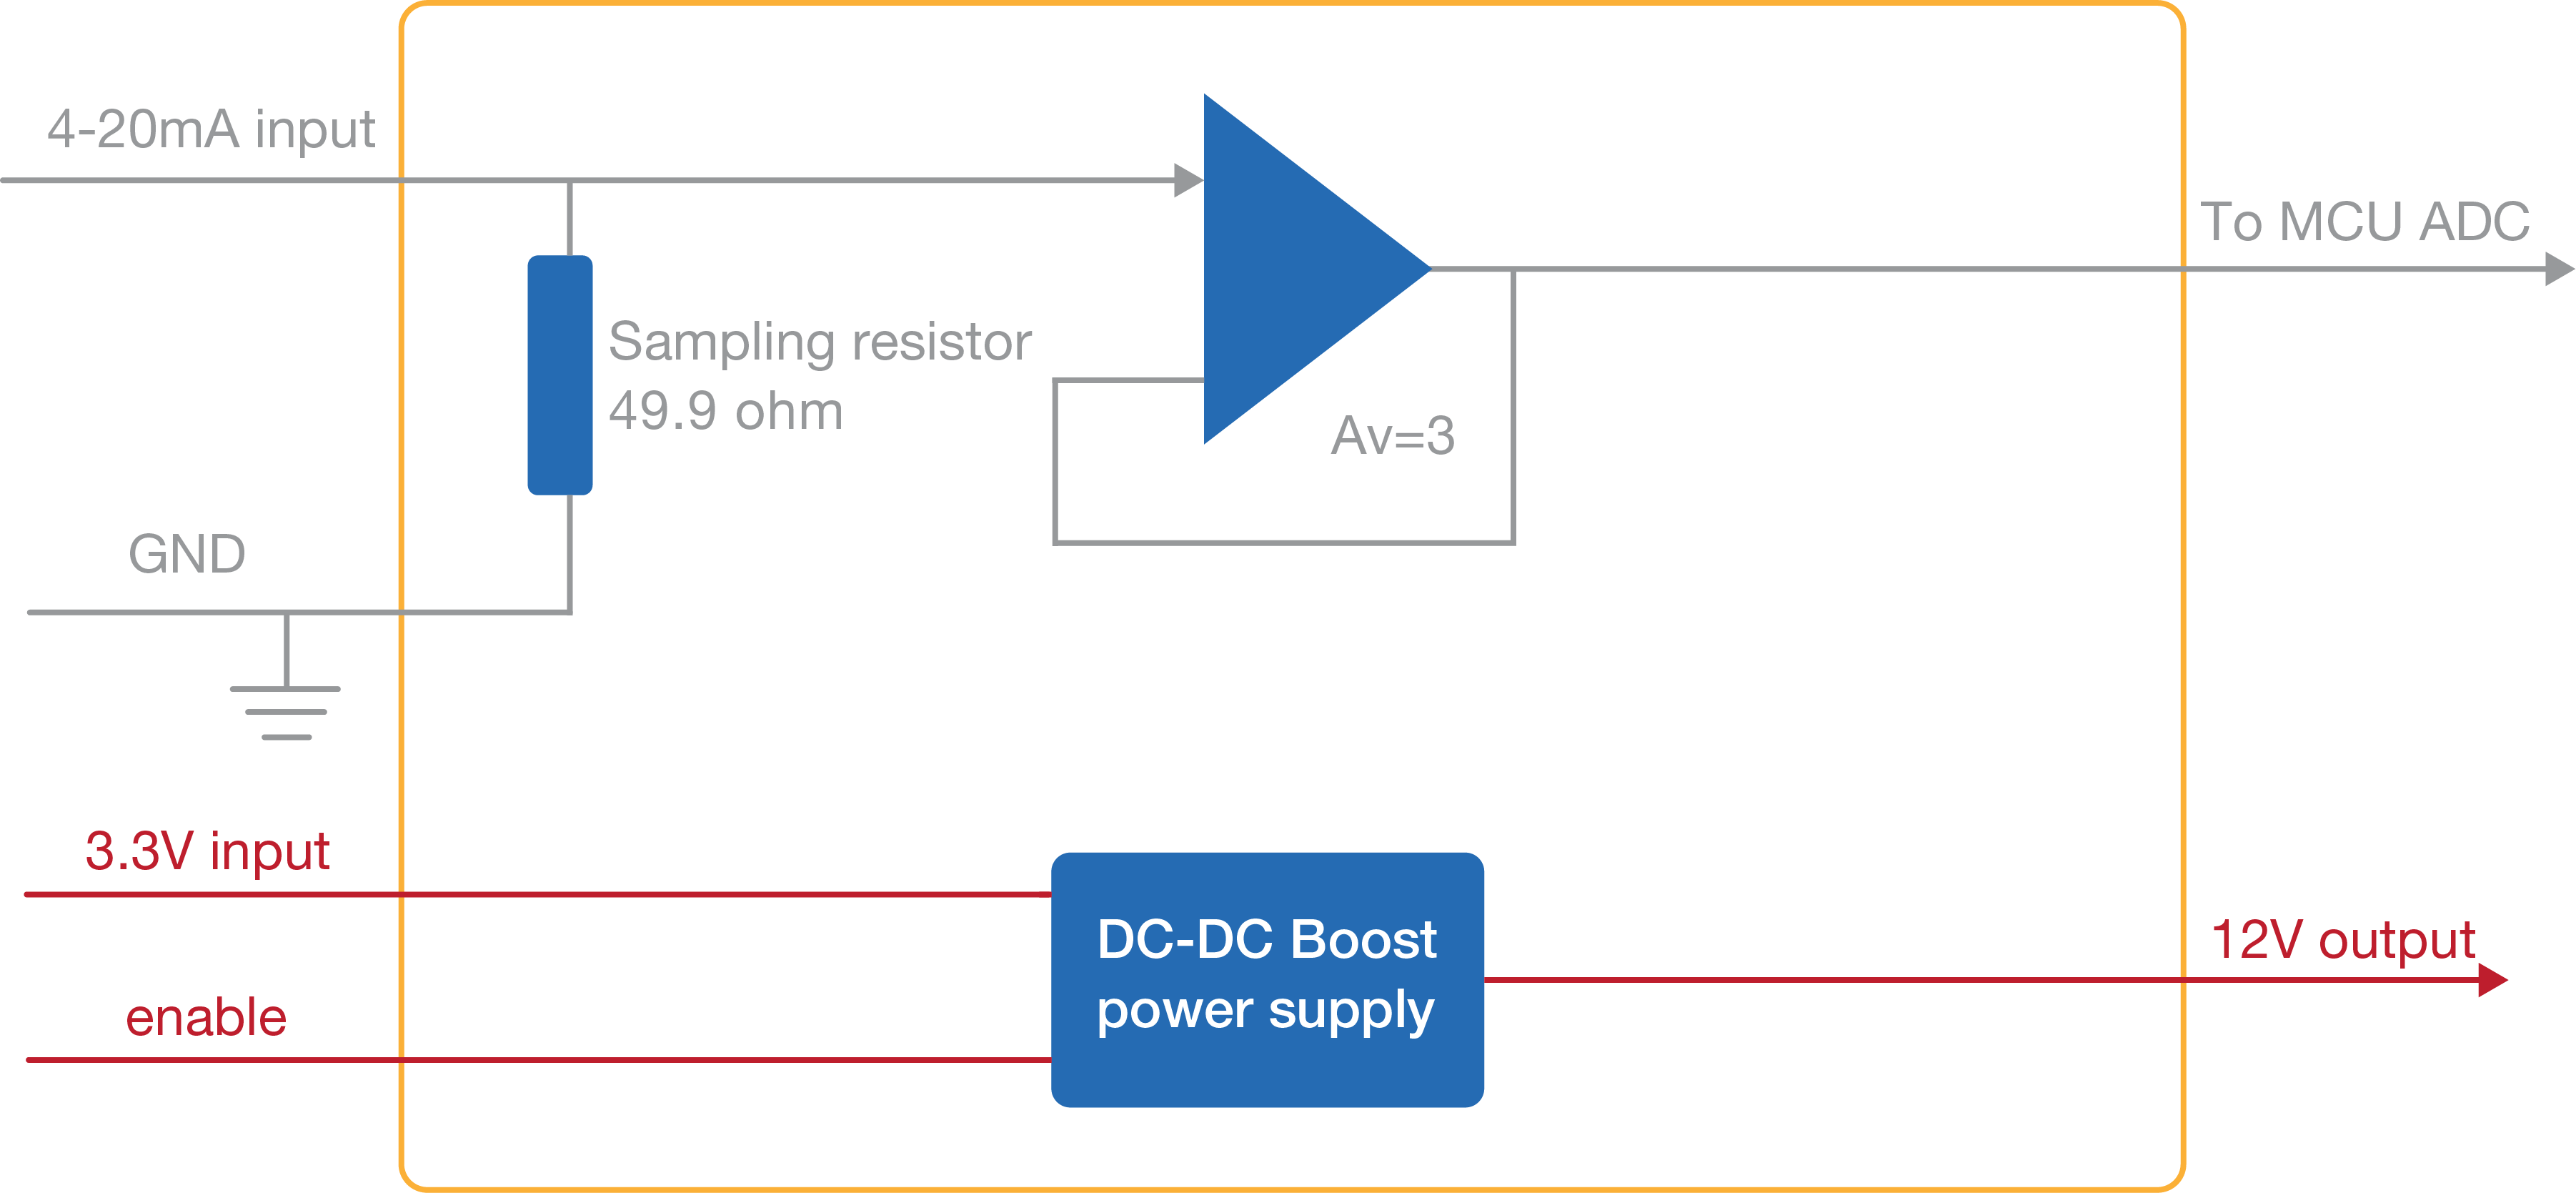 4-20mA input
To MCU ADC
Sampling resistor
49.9 ohm
Av=3
GND
3.3V input
DC-DC Boost
power supply
12V output
enable